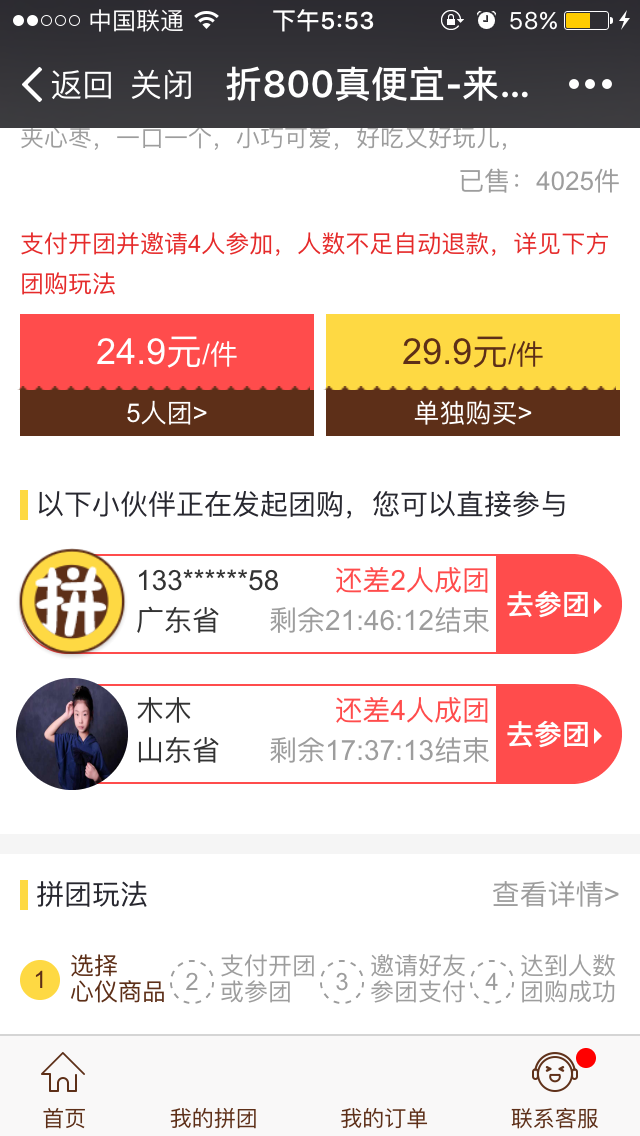 中国联通 下午5:53 58%
返回 关闭 折800真便宜-来...
夹心枣，一口一个，小巧可爱，好吃又好玩儿，
已售：4025件
支付开团并邀请4人参加，人数不足自动退款，详见下方
团购玩法
24.9元/件
5人团>
29.9元/件
单独购买>
以下小伙伴正在发起团购，您可以直接参与
拼
133******58 还差2人成团
广东省 剩余21:46:12结束
去参团
木木 还差4人成团
山东省 剩余17:37:13结束
去参团
拼团玩法 查看详情>
1 选择
心仪商品
2 支付开团
或参团
3 邀请好友
参团支付
4 达到人数
团购成功
首页 我的拼团 我的订单 联系客服